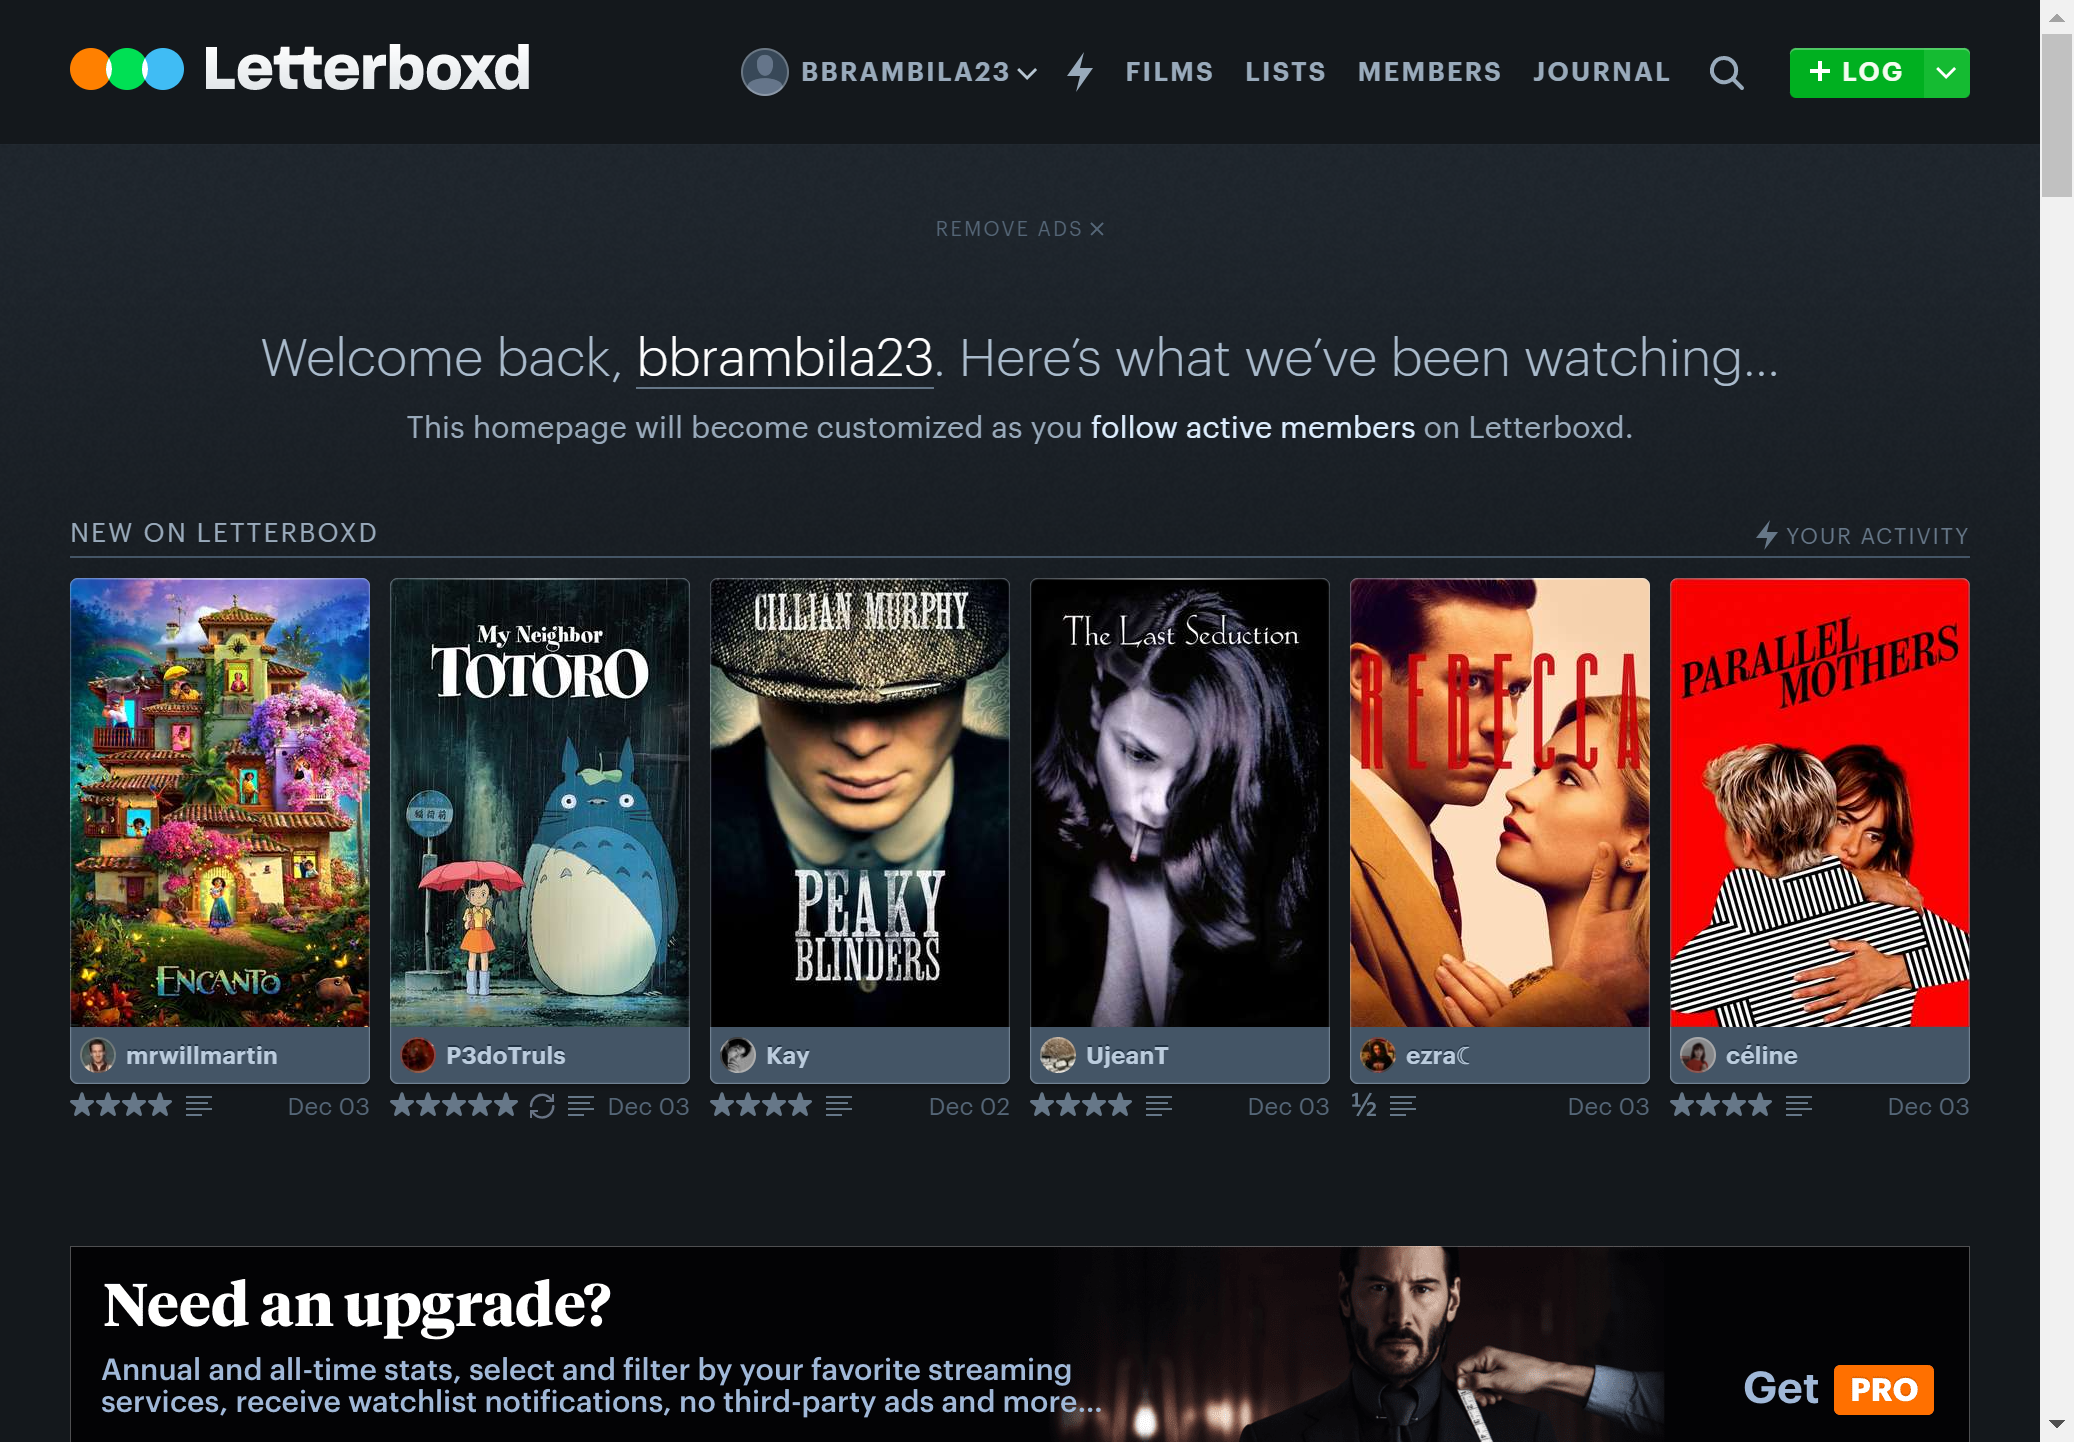 Letterboxd
BBRAMBILA23
FILMS
LISTS
MEMBERS
JOURNAL
+ LOG
REMOVE ADS ×
Welcome back, bbrambila23. Here’s what we’ve been watching…
This homepage will become customized as you follow active members on Letterboxd.
NEW ON LETTERBOXD
YOUR ACTIVITY
ENCANTO
My Neighbor
TOTORO
CILLIAN MURPHY
PEAKY
BLINDERS
The Last Seduction
REBECCA
PARALLEL
MOTHERS
mrwillmartin
P3doTruls
Kay
UjeanT
ezra☾
céline
★★★★ Dec 03
★★★★★ Dec 03
★★★★ Dec 02
★★★★ Dec 03
½ Dec 03
★★★★ Dec 03
Need an upgrade?
Annual and all-time stats, select and filter by your favorite streaming
services, receive watchlist notifications, no third-party ads and more...
Get PRO